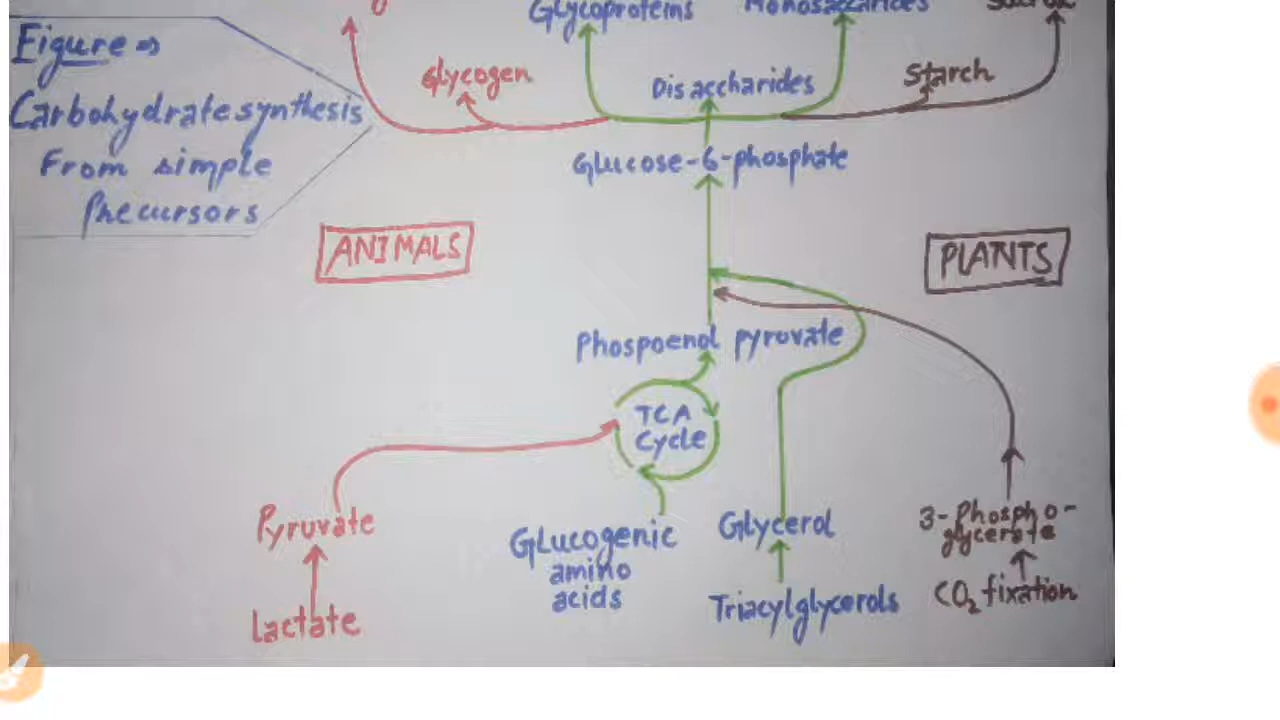 Glycoproteins
Monosaccarides
Figure ⇒
Carbohydrate synthesis
From simple
Precursors
Glycogen
Disaccharides
Starch
Glucose-6-phosphate
ANIMALS
PLANTS
Phospoenol pyruvate
TCA
Cycle
Pyruvate
Lactate
Glucogenic
amino
acids
Glycerol
Triacylglycerols
3-Phospho-
glycerate
CO₂ fixation